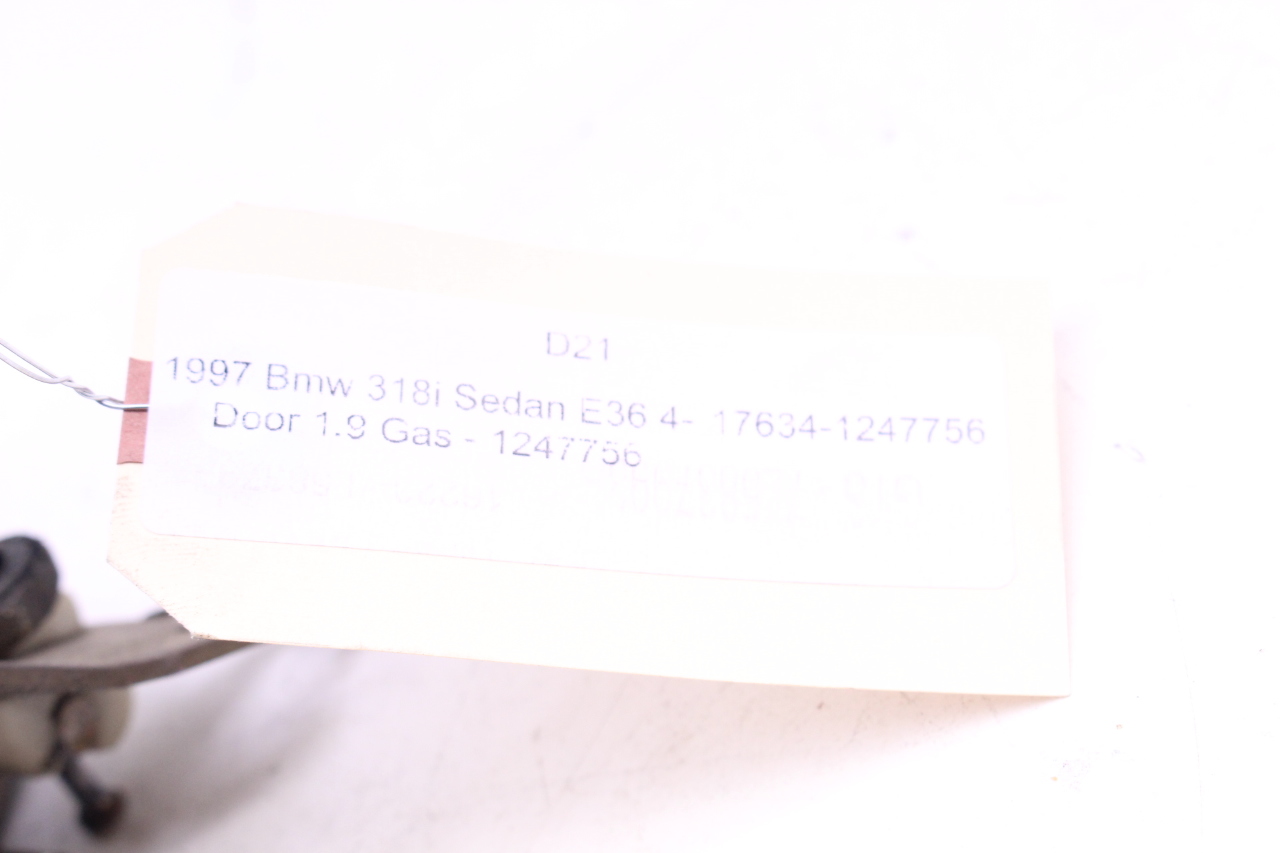 D21
1997 Bmw 318i Sedan E36 4- 17634-1247756
Door 1.9 Gas - 1247756